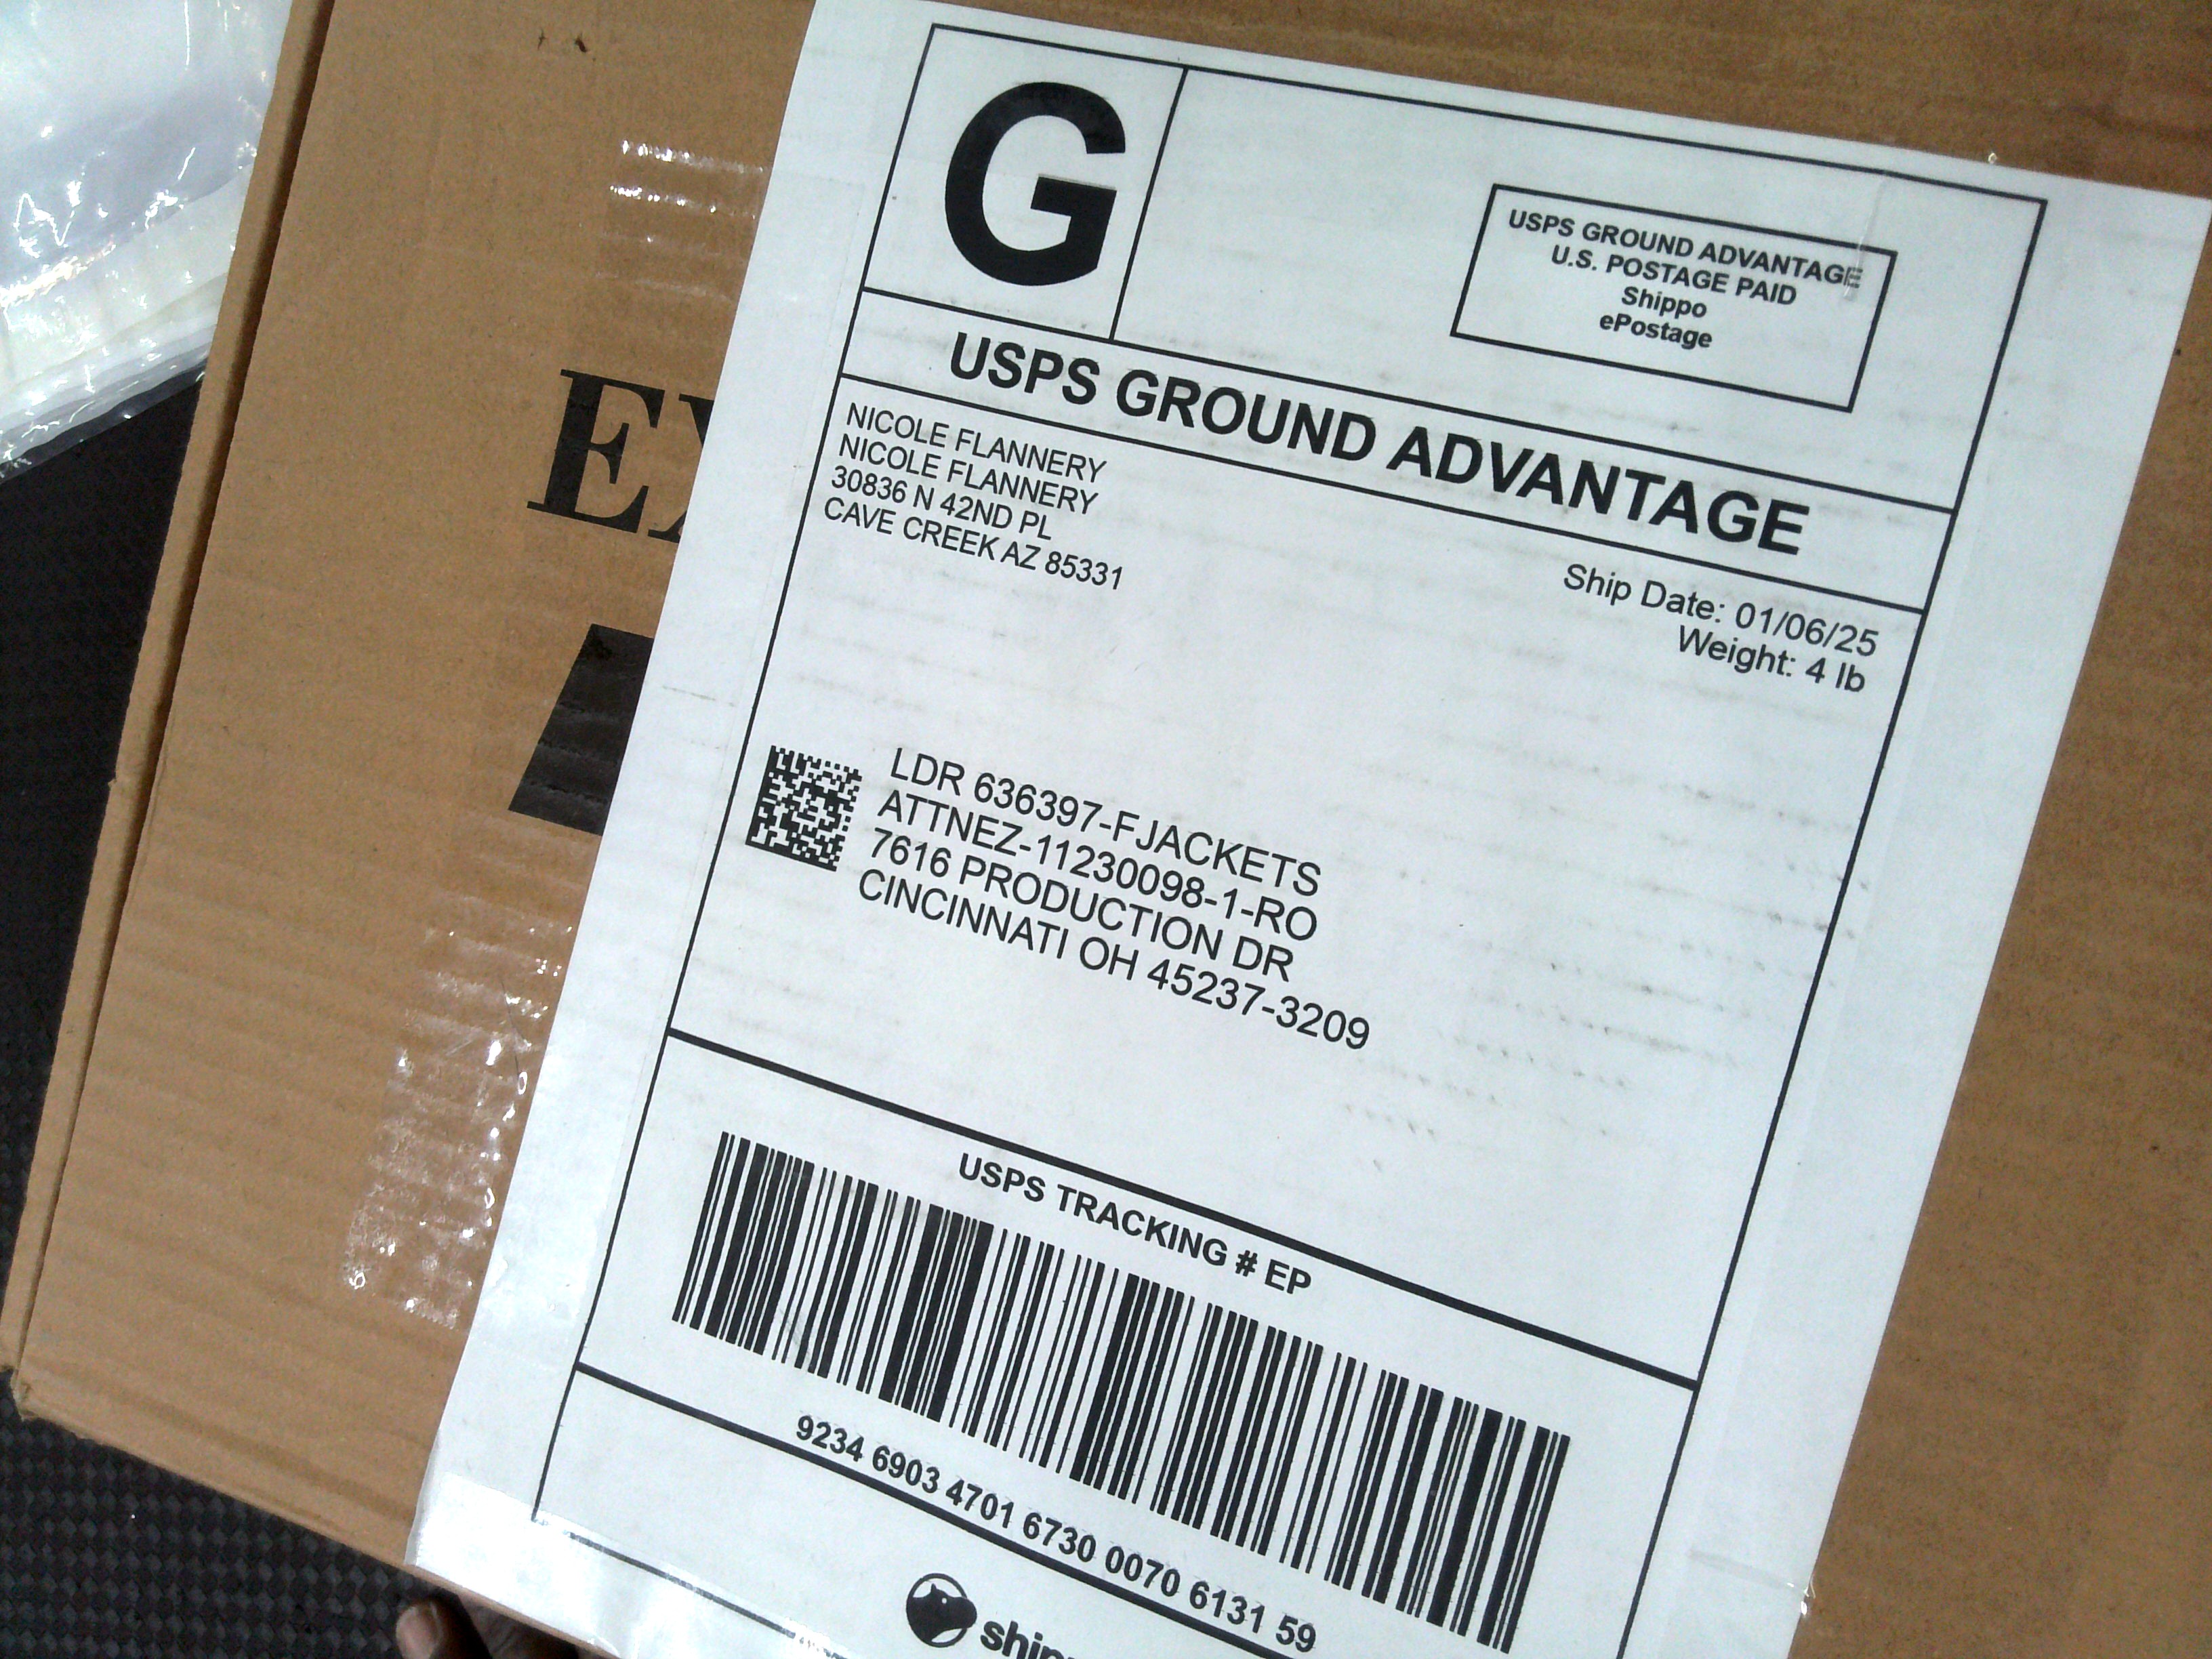 G
USPS GROUND ADVANTAGE
U.S. POSTAGE PAID
Shippo
ePostage
USPS GROUND ADVANTAGE
NICOLE FLANNERY
NICOLE FLANNERY
30836 N 42ND PL
CAVE CREEK AZ 85331
Ship Date: 01/06/25
Weight: 4 lb
LDR 636397-FJACKETS
ATTNEZ-11230098-1-RO
7616 PRODUCTION DR
CINCINNATI OH 45237-3209
USPS TRACKING # EP
9234 6903 4701 6730 0070 6131 59